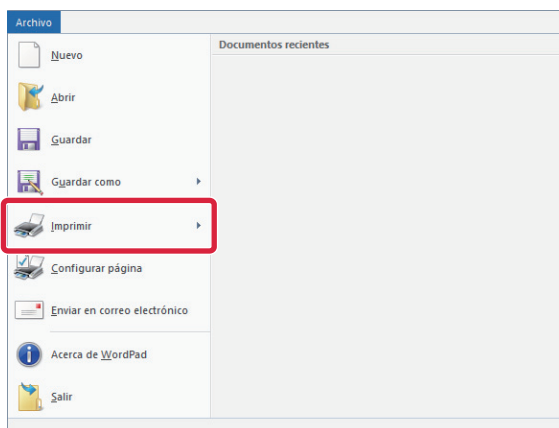 Archivo
Documentos recientes
Nuevo
Abrir
Guardar
Guardar como
Imprimir
Configurar página
Enviar en correo electrónico
Acerca de WordPad
Salir